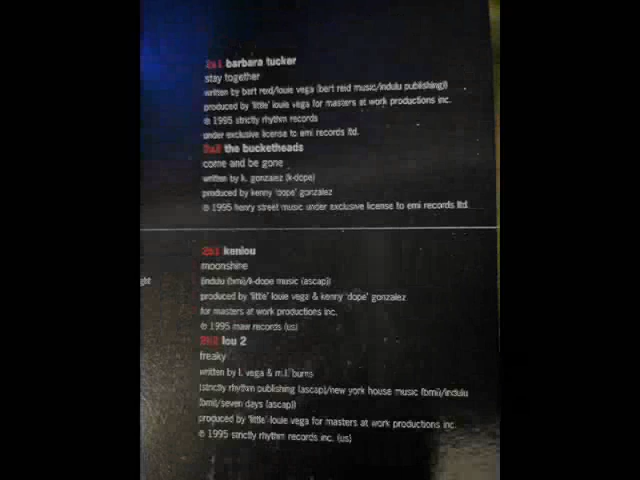 2a1 barbara tucker
stay together
written by bert reid/louie vega (bert reid music/indulu publishing))
produced by 'little' louie vega for masters at work productions inc.
℗ 1995 strictly rhythm records
under exclusive license to emi records ltd.
2a2 the bucketheads
come and be gone
written by k. gonzalez (k-dope)
produced by kenny 'dope' gonzalez
℗ 1995 henry street music under exclusive license to emi records ltd.
2b1 kenlou
moonshine
(indulu (bmi)/k-dope music (ascap))
produced by 'little' louie vega & kenny 'dope' gonzalez
for masters at work productions inc.
℗ 1995 maw records (us)
2b2 lou 2
freaky
written by l. vega & m.l. burns
(strictly rhythm publishing (ascap)/new york house music (bmi)/indulu
(bmi)/seven days (ascap))
produced by 'little' louie vega for masters at work productions inc.
℗ 1995 strictly rhythm records inc. (us)